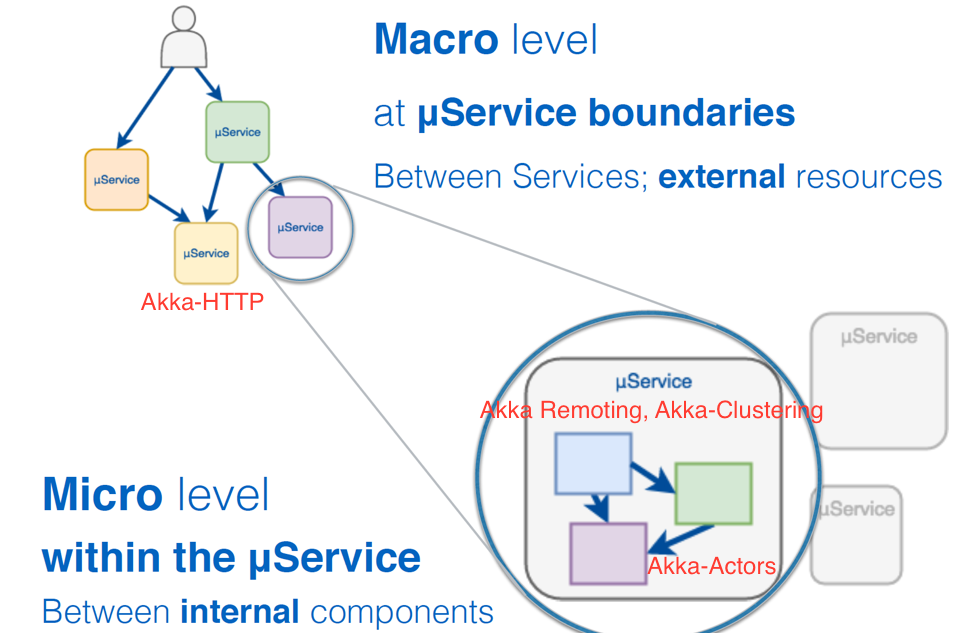 Macro level
at µService boundaries
Between Services; external resources
µService
µService
µService
µService
Akka-HTTP
µService
µService
Akka Remoting, Akka-Clustering
µService
Akka-Actors
Micro level
within the µService
Between internal components